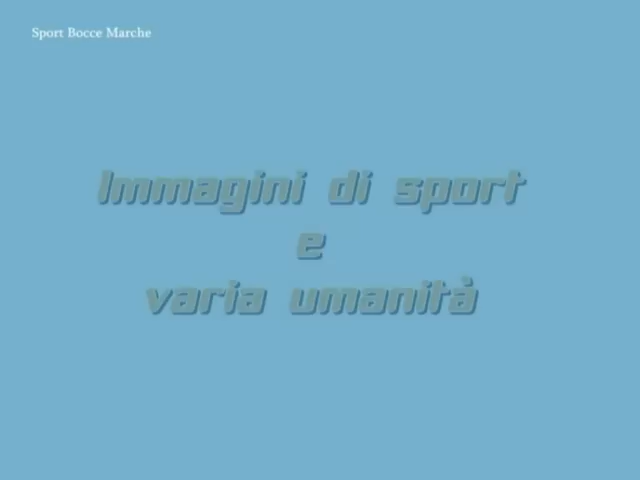 Sport Bocce Marche
Immagini di sport
e
varia umanità